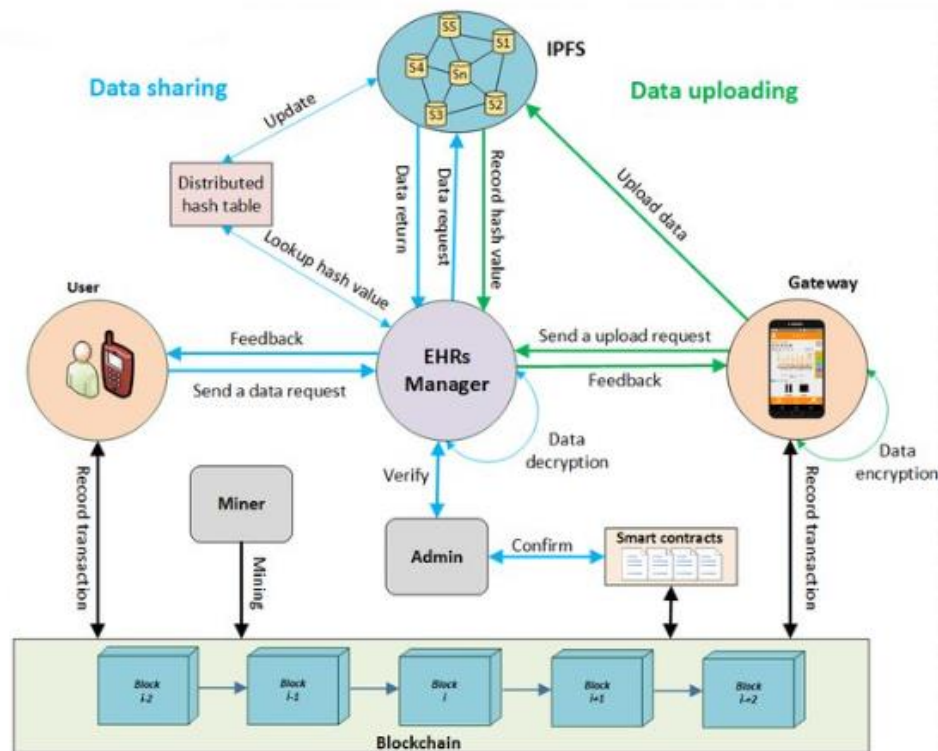 S5
S1
S4
Sn
S3
S2
IPFS
Data sharing
Data uploading
Update
Distributed
hash table
Lookup hash value
Data return
Data request
Record hash value
Upload data
User
Gateway
Feedback
Send a data request
EHRs
Manager
Send a upload request
Feedback
Data
decryption
Data
encryption
Verify
Record transaction
Miner
Mining
Admin
Confirm
Smart contracts
Record transaction
Block
i-2
Block
i-1
Block
i
Block
i+1
Block
i+2
Blockchain